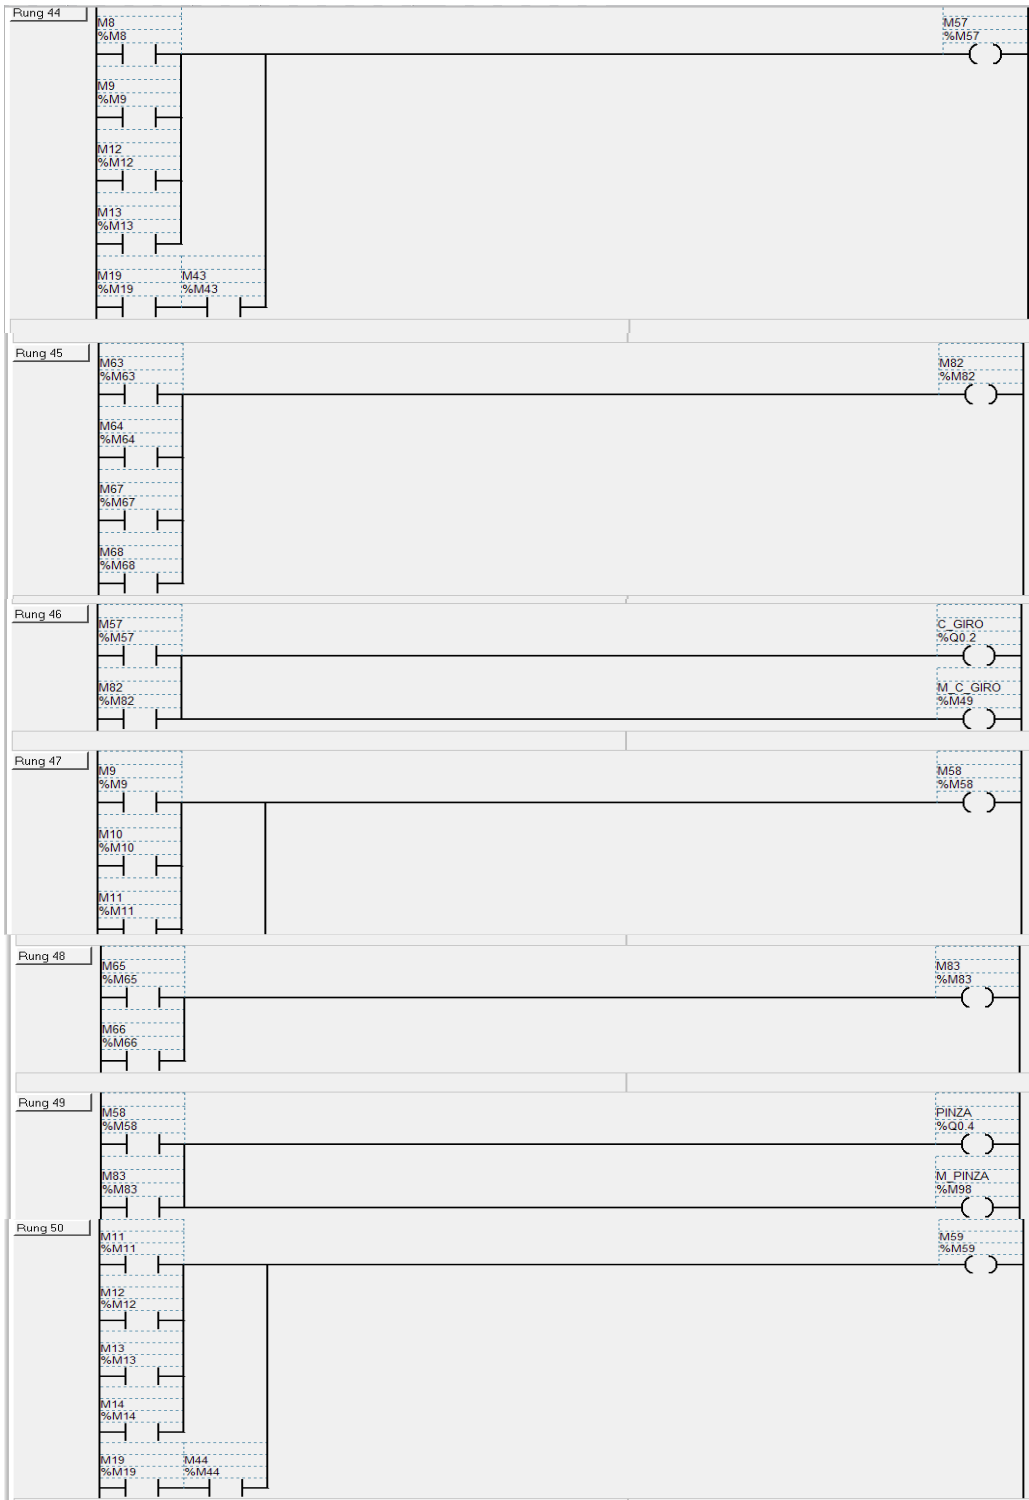 Rung 44
M8
%M8
M57
%M57
M9
%M9
M12
%M12
M13
%M13
M19
%M19
M43
%M43
Rung 45
M63
%M63
M82
%M82
M64
%M64
M67
%M67
M68
%M68
Rung 46
M57
%M57
C_GIRO
%Q0.2
M82
%M82
M_C_GIRO
%M49
Rung 47
M9
%M9
M58
%M58
M10
%M10
M11
%M11
Rung 48
M65
%M65
M83
%M83
M66
%M66
Rung 49
M58
%M58
PINZA
%Q0.4
M83
%M83
M_PINZA
%M98
Rung 50
M11
%M11
M59
%M59
M12
%M12
M13
%M13
M14
%M14
M19
%M19
M44
%M44